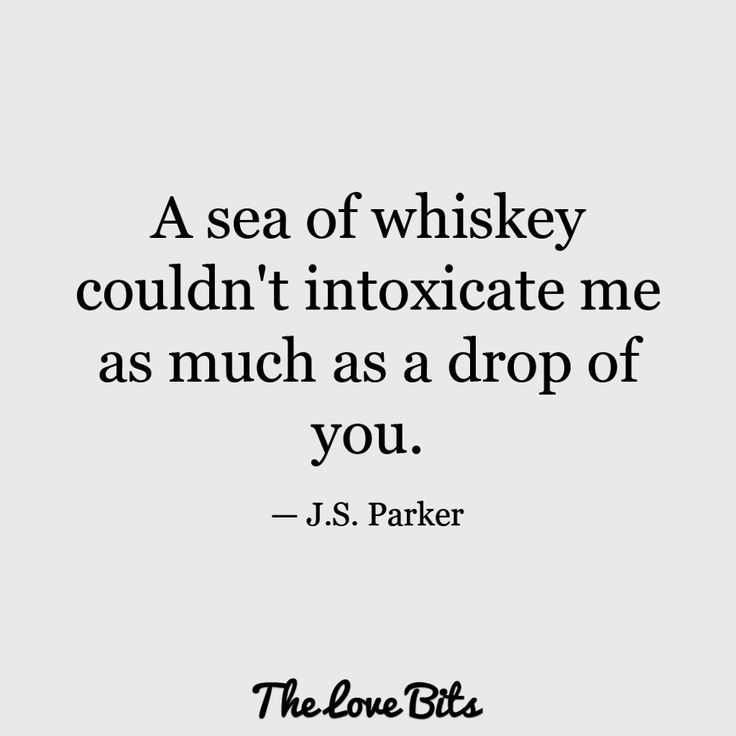 A sea of whiskey
couldn't intoxicate me
as much as a drop of
you.
— J.S. Parker
The Love Bits